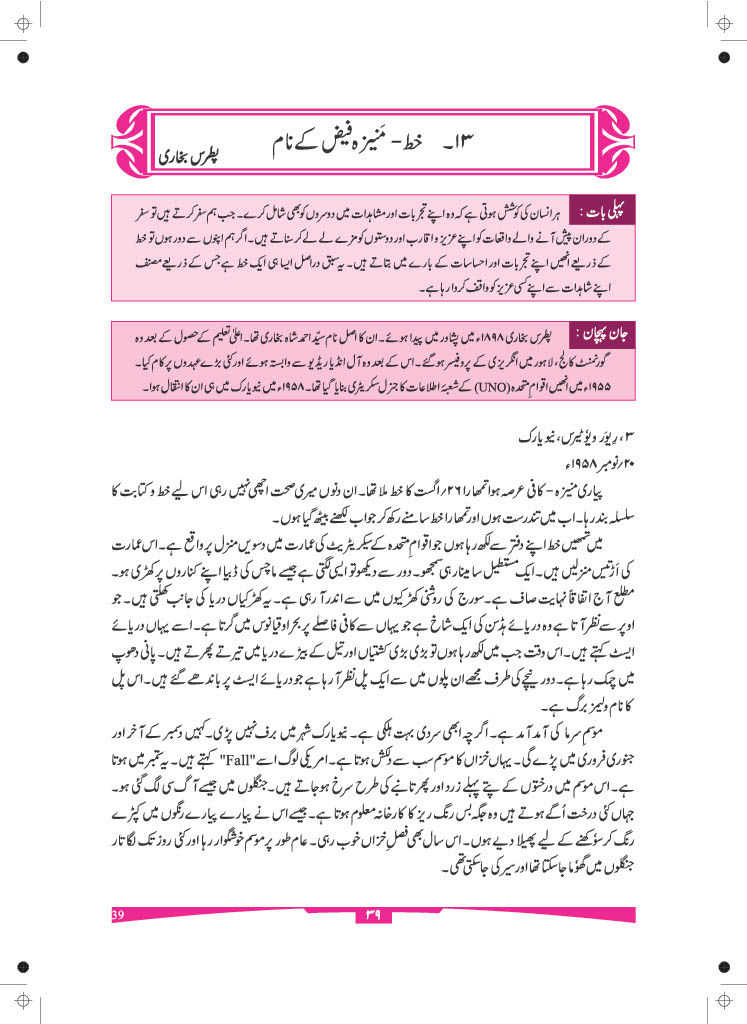 ۱۳۔ خط - مَنیزہ فیض کے نام
پطرس بخاری
پہلی بات : ہر انسان کی کوشش ہوتی ہے کہ وہ اپنے تجربات اور مشاہدات میں دوسروں کو بھی شامل کرے۔ جب ہم سفر کرتے ہیں تو سفر
کے دوران پیش آنے والے واقعات کو اپنے عزیز و اقارب اور دوستوں کو مزے لے لے کر سناتے ہیں۔ اگر ہم اپنوں سے دور ہوں تو خط
کے ذریعے انھیں اپنے تجربات اور احساسات کے بارے میں بتاتے ہیں۔ یہ سبق دراصل ایسا ہی ایک خط ہے جس کے ذریعے مصنف
اپنے مشاہدات سے اپنے کسی عزیز کو واقف کروا رہا ہے۔
جان پہچان : پطرس بخاری ۱۸۹۸ء میں پشاور میں پیدا ہوئے۔ ان کا اصل نام سیّد احمد شاہ بخاری تھا۔ اعلیٰ تعلیم کے حصول کے بعد وہ
گورنمنٹ کالج، لاہور میں انگریزی کے پروفیسر ہو گئے۔ اس کے بعد وہ آل انڈیا ریڈیو سے وابستہ ہوئے اور کئی بڑے عہدوں پر کام کیا۔
۱۹۵۵ء میں انھیں اقوامِ متحدہ (UNO) کے شعبۂ اطلاعات کا جنرل سکریٹری بنایا گیا تھا۔ ۱۹۵۸ء میں نیویارک میں ہی ان کا انتقال ہوا۔
۳، رِیوَر ویوٗ ٹیرس، نیویارک
۲۰؍نومبر ۱۹۵۸ء
پیاری منیزہ - کافی عرصہ ہوا تمھارا ۲۶؍اگست کا خط ملا تھا۔ ان دنوں میری صحت اچھی نہیں رہی اس لیے خط و کتابت کا
سلسلہ بند رہا۔ اب میں تندرست ہوں اور تمھارا خط سامنے رکھ کر جواب لکھنے بیٹھ گیا ہوں۔
میں تمھیں خط اپنے دفتر سے لکھ رہا ہوں جو اقوامِ متحدہ کے سیکریٹریٹ کی عمارت میں دسویں منزل پر واقع ہے۔ اس عمارت
کی اڑتیس منزلیں ہیں۔ ایک مستطیل سا مینار ہی سمجھو۔ دور سے دیکھو تو ایسی لگتی ہے جیسے ماچس کی ڈبیا اپنے کناروں پر کھڑی ہو۔
مطلع آج اتفاقاً نہایت صاف ہے۔ سورج کی روشنی کھڑکیوں میں سے اندر آ رہی ہے۔ یہ کھڑکیاں دریا کی جانب کھلتی ہیں۔ جو
اوپر سے نظر آتا ہے وہ دریائے ہڈسن کی ایک شاخ ہے جو یہاں سے کافی فاصلے پر بحرِ اوقیانوس میں گرتا ہے۔ اسے یہاں دریائے
ایسٹ کہتے ہیں۔ اس وقت جب میں لکھ رہا ہوں تو بڑی بڑی کشتیاں اور تیل کے بیڑے دریا میں تیرتے پھرتے ہیں۔ پانی دھوپ
میں چمک رہا ہے۔ دور نیچے کی طرف مجھے ان پلوں میں سے ایک پل نظر آ رہا ہے جو دریائے ایسٹ پر باندھے گئے ہیں۔ اس پل
کا نام ولیمز برگ ہے۔
موسمِ سرما کی آمد آمد ہے۔ اگرچہ ابھی سردی بہت ہلکی ہے۔ نیویارک شہر میں برف نہیں پڑی۔ کہیں دسمبر کے آخر اور
جنوری فروری میں پڑے گی۔ یہاں خزاں کا موسم سب سے دلکش ہوتا ہے۔ امریکی لوگ اسے "Fall" کہتے ہیں۔ یہ ستمبر میں ہوتا
ہے۔ اس موسم میں درختوں کے پتے پہلے زرد اور پھر تانبے کی طرح سرخ ہو جاتے ہیں۔ جنگلوں میں جیسے آگ سی لگ گئی ہو۔
جہاں کئی درخت اُگے ہوتے ہیں وہ جگہ بس رنگ ریز کا کارخانہ معلوم ہوتا ہے۔ جیسے اس نے پیارے پیارے رنگوں میں کپڑے
رنگ کر سوٗکھنے کے لیے پھیلا دیے ہوں۔ اس سال بھی فصلِ خزاں خوب رہی۔ عام طور پر موسم خوشگوار رہا اور کئی روز تک لگاتار
جنگلوں میں گھوٗما جا سکتا تھا اور سیر کی جا سکتی تھی۔
39
۳۹